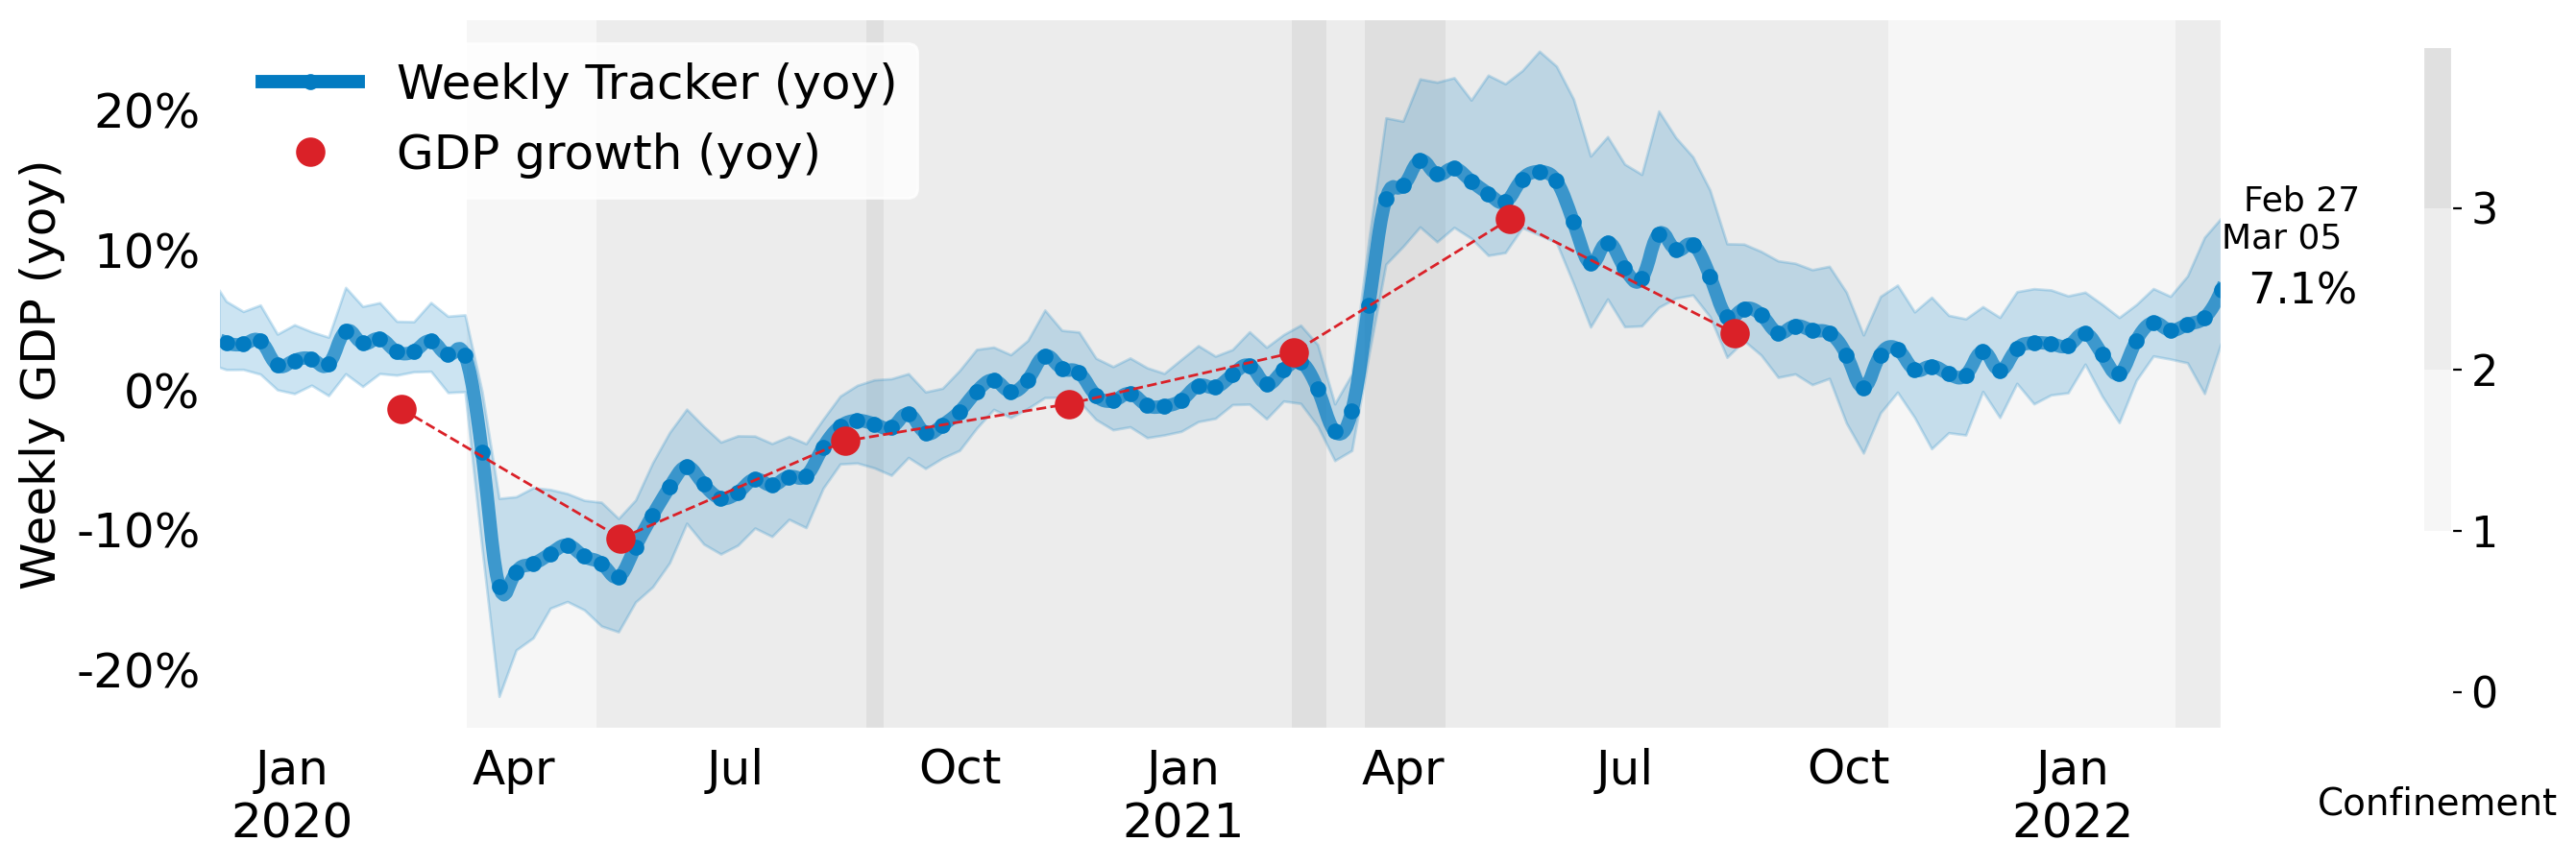 Weekly Tracker (yoy)
GDP growth (yoy)
Weekly GDP (yoy)
20%
10%
0%
-10%
-20%
Jan
2020
Apr
Jul
Oct
Jan
2021
Apr
Jul
Oct
Jan
2022
Feb 27
Mar 05
7.1%
3
2
1
0
Confinement